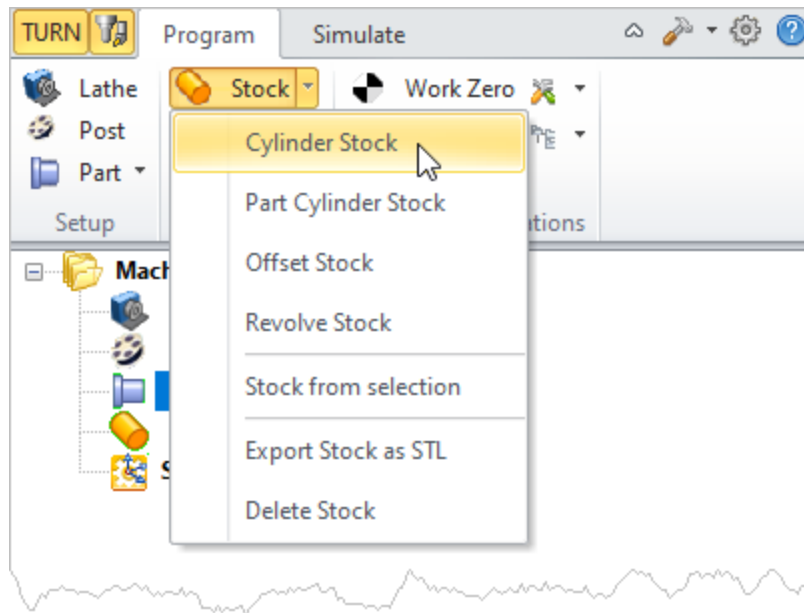 TURN Program Simulate
Lathe Stock Work Zero
Post
Part
Setup
Cylinder Stock
Part Cylinder Stock
Offset Stock
Revolve Stock
Stock from selection
Export Stock as STL
Delete Stock